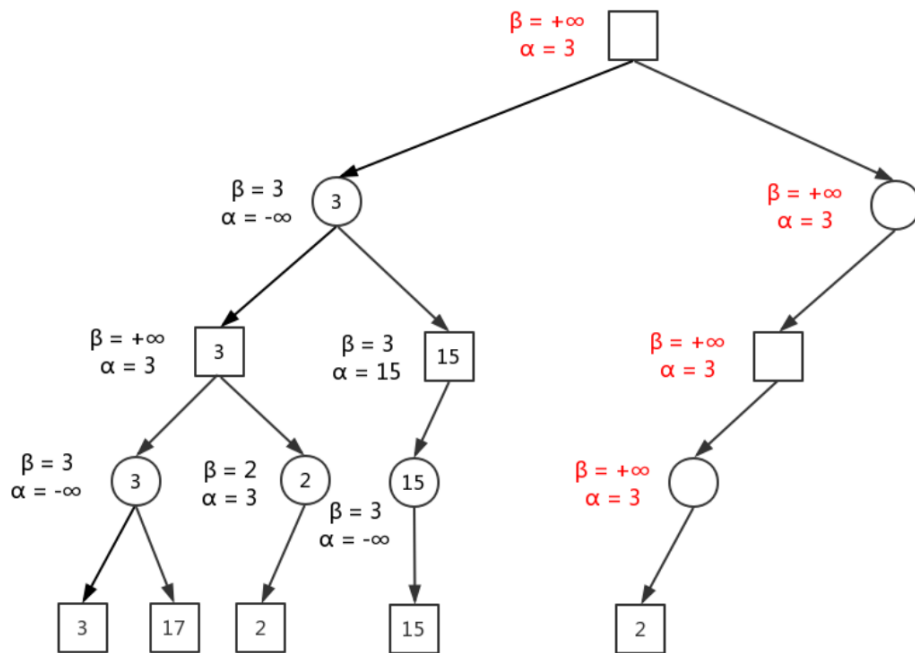 β = +∞
α = 3
β = 3
α = -∞
3
β = +∞
α = 3
β = +∞
α = 3
3
β = 3
α = 15
15
β = +∞
α = 3
β = 3
α = -∞
3
β = 2
α = 3
2
15
β = 3
α = -∞
β = +∞
α = 3
3
17
2
15
2